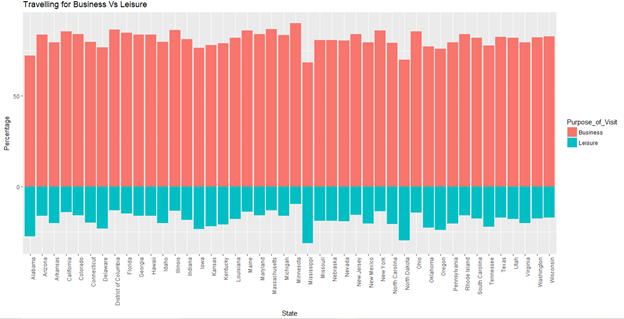 Travelling for Business Vs Leisure
Percentage
50
0
Purpose_of_Visit
Business
Leisure
Alabama
Arizona
Arkansas
California
Colorado
Connecticut
Delaware
District of Columbia
Florida
Georgia
Hawaii
Idaho
Illinois
Indiana
Iowa
Kansas
Kentucky
Louisiana
Maine
Maryland
Massachusetts
Michigan
Minnesota
Mississippi
Missouri
Nebraska
Nevada
New Jersey
New Mexico
New York
North Carolina
North Dakota
Ohio
Oklahoma
Oregon
Pennsylvania
Rhode Island
South Carolina
Tennessee
Texas
Utah
Virginia
Washington
Wisconsin
State